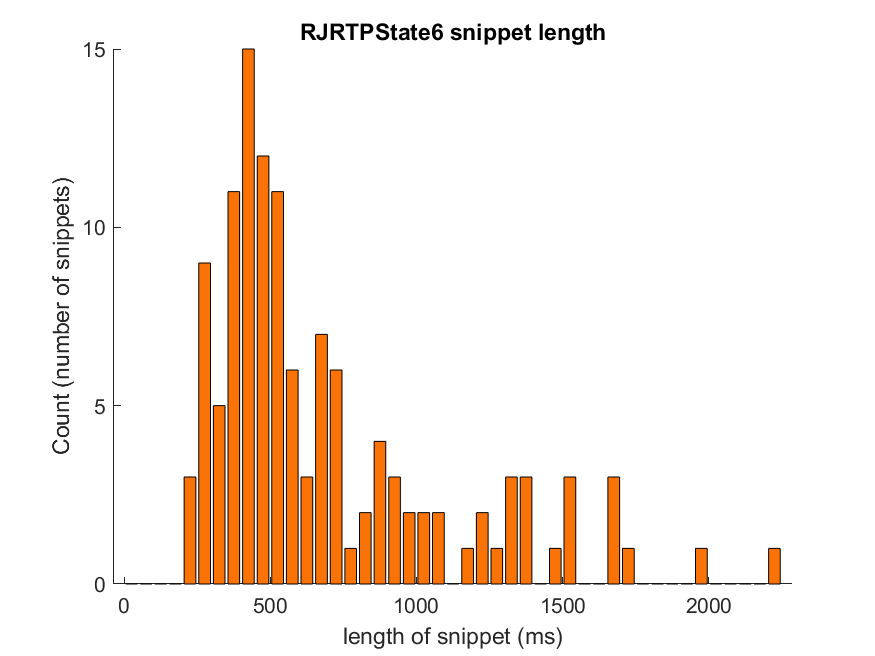 RJRTPState6 snippet length
15
10
5
0
Count (number of snippets)
0 500 1000 1500 2000
length of snippet (ms)